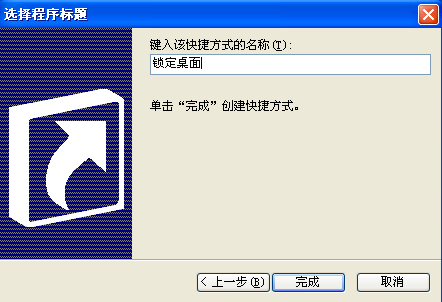 选择程序标题
键入该快捷方式的名称(T):
锁定桌面
单击“完成”创建快捷方式。
< 上一步(B)
完成
取消